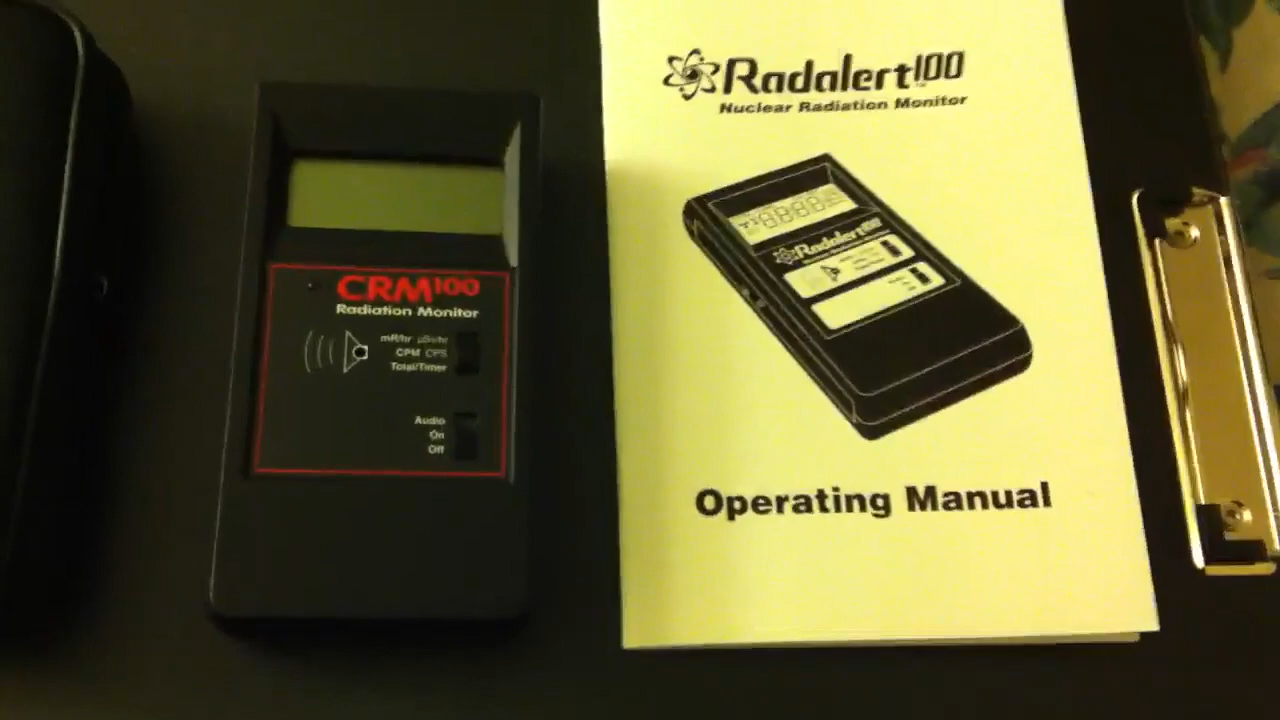 CRM100
Radiation Monitor
mR/hr µSv/hr
CPM CPS
Total/Timer
Audio
On
Off
Radalert100
Nuclear Radiation Monitor
Radalert100
Operating Manual